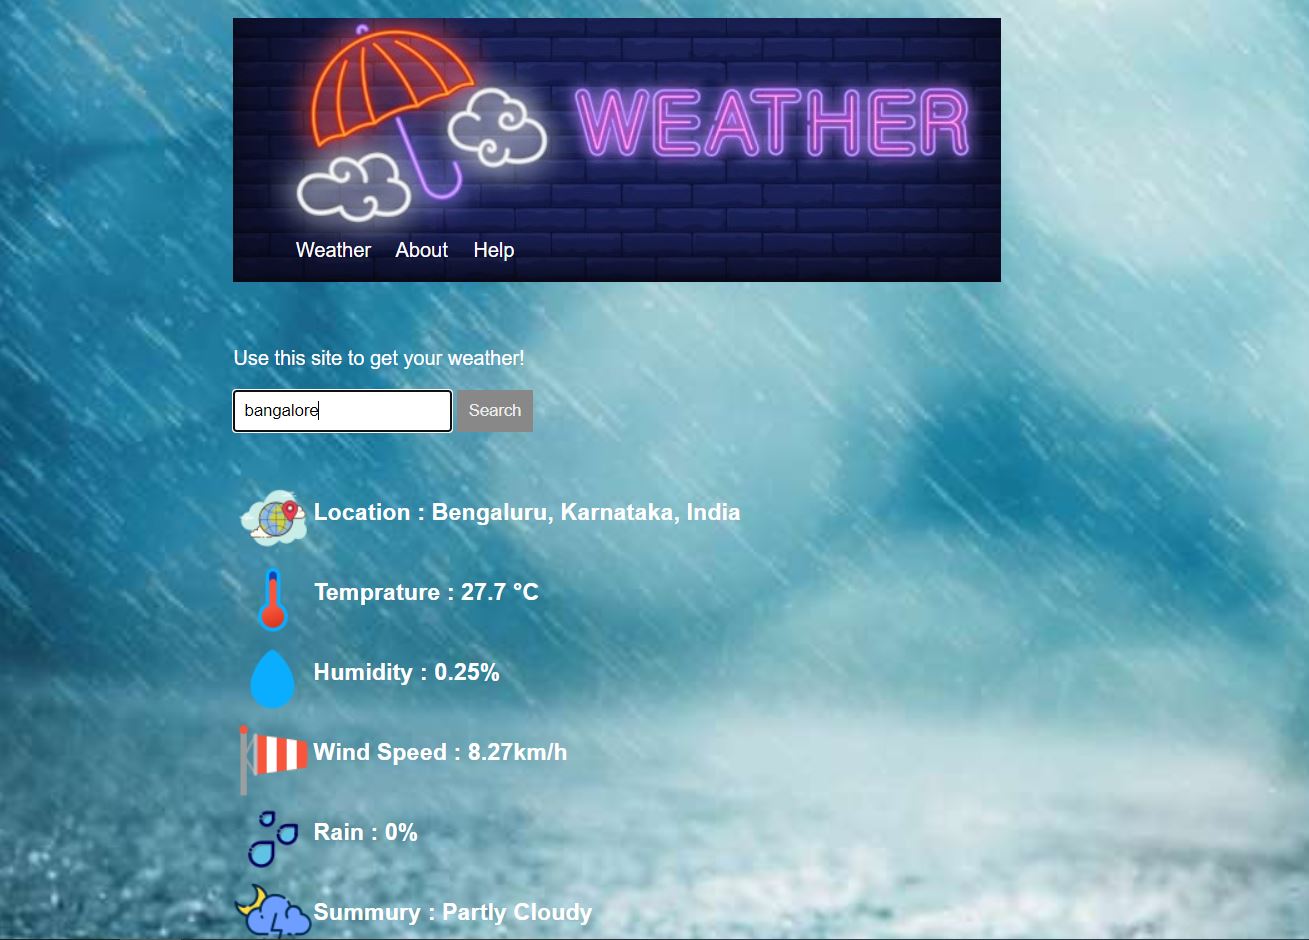 WEATHER
Weather About Help
Use this site to get your weather!
bangalore Search
Location : Bengaluru, Karnataka, India
Temprature : 27.7 °C
Humidity : 0.25%
Wind Speed : 8.27km/h
Rain : 0%
Summury : Partly Cloudy